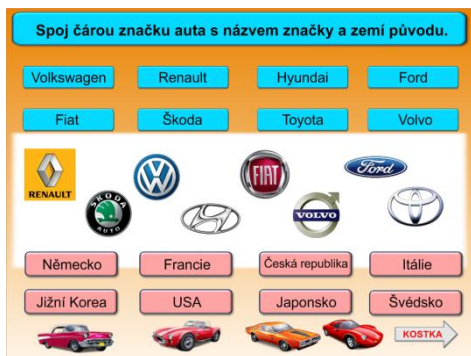 Spoj čárou značku auta s názvem značky a zemí původu.
Volkswagen Renault Hyundai Ford
Fiat Škoda Toyota Volvo
RENAULT
ŠKODA
AUTO
FIAT
Ford
VOLVO
Německo Francie Česká republika Itálie
Jižní Korea USA Japonsko Švédsko
KOSTKA